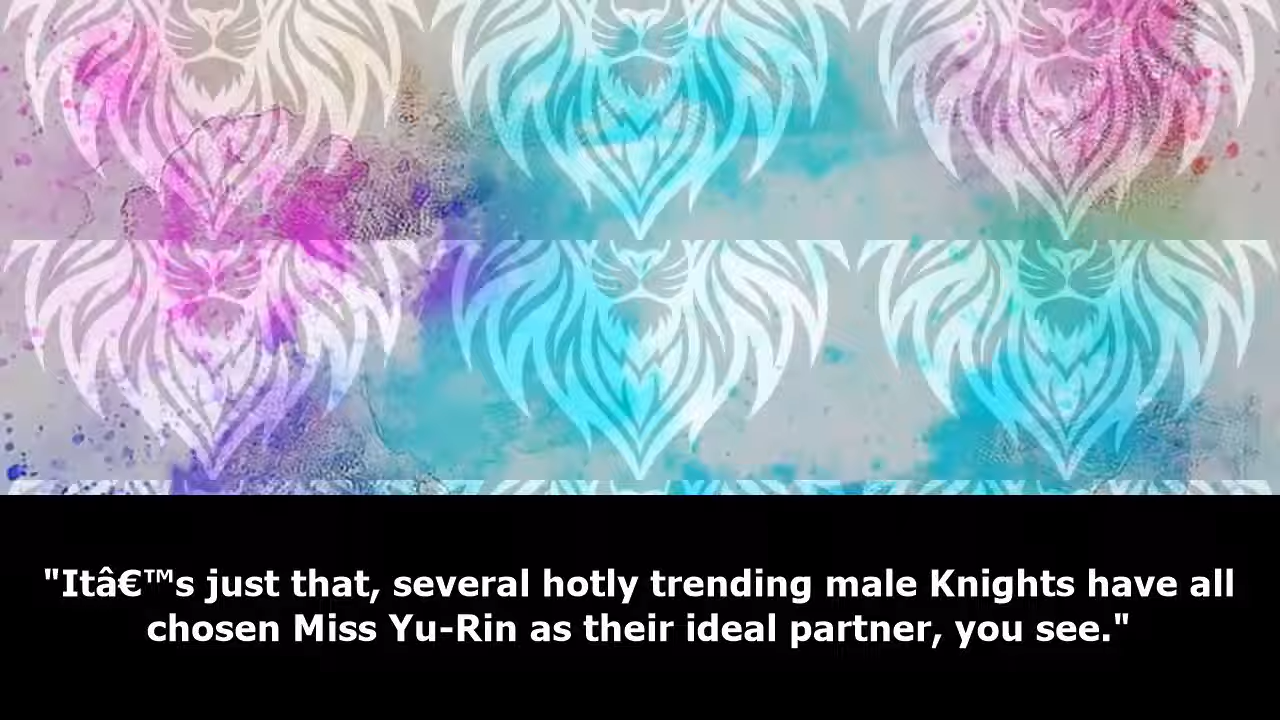 "Itâ€™s just that, several hotly trending male Knights have all
chosen Miss Yu-Rin as their ideal partner, you see."